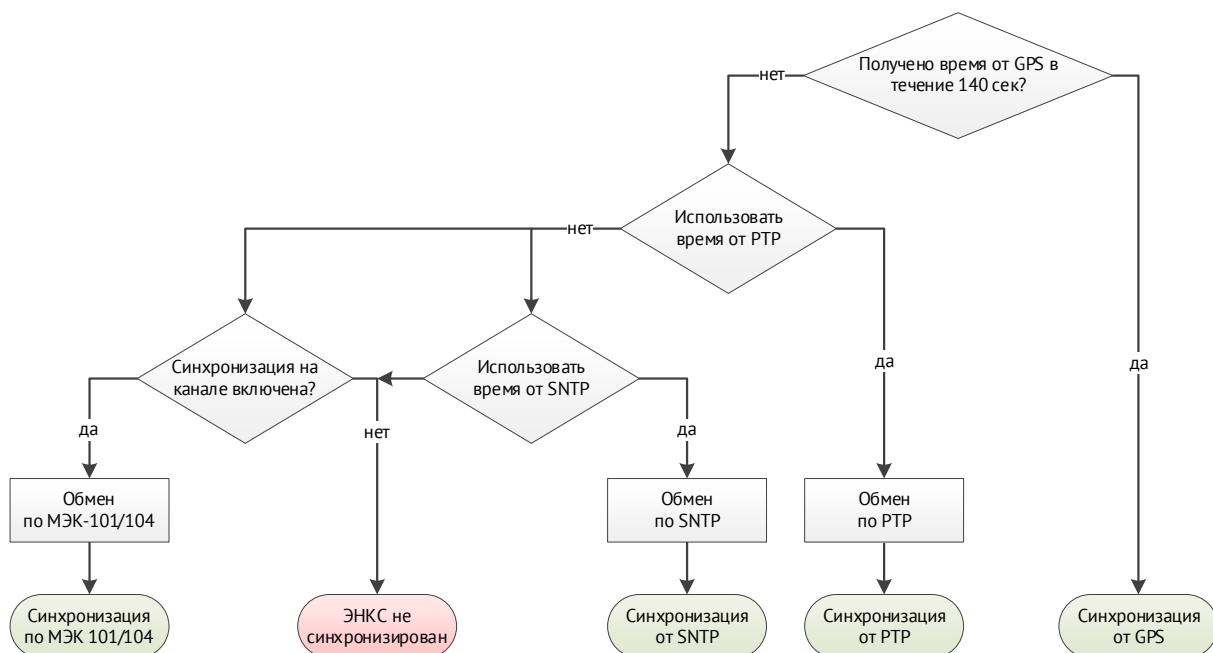 Получено время от GPS в
течение 140 сек?
нет
Использовать
время от PTP
нет
Синхронизация на
канале включена?
Использовать
время от SNTP
да
да
да
нет
да
Обмен
по МЭК-101/104
Обмен
по SNTP
Обмен
по PTP
Синхронизация
по МЭК 101/104
ЭНКС не
синхронизирован
Синхронизация
от SNTP
Синхронизация
от PTP
Синхронизация
от GPS